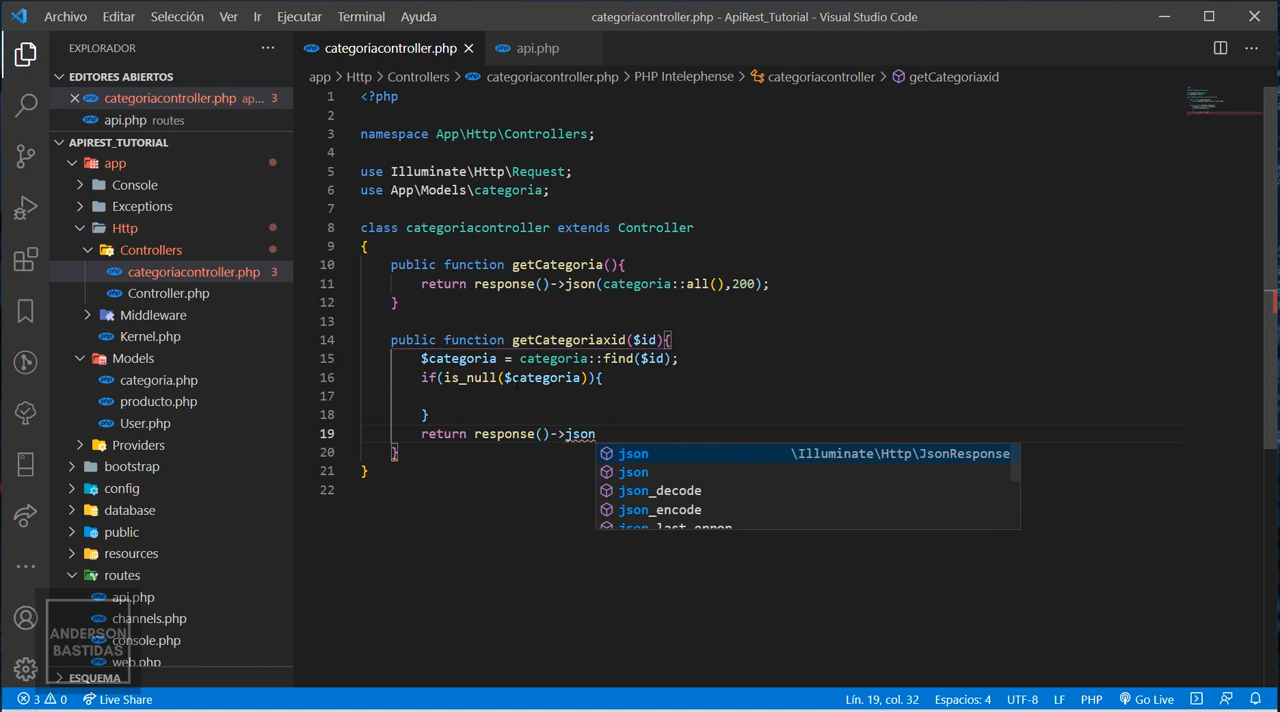 Archivo Editar Selección Ver Ir Ejecutar Terminal Ayuda categoriacontroller.php - ApiRest_Tutorial - Visual Studio Code
EXPLORADOR
EDITORES ABIERTOS
categoriacontroller.php ap... 3
api.php routes
APIREST_TUTORIAL
app
Console
Exceptions
Http
Controllers
categoriacontroller.php 3
Controller.php
Middleware
Kernel.php
Models
categoria.php
producto.php
User.php
Providers
bootstrap
config
database
public
resources
routes
api.php
channels.php
console.php
web.php
ESQUEMA
ANDERSON
BASTIDAS
categoriacontroller.php api.php
app > Http > Controllers > categoriacontroller.php > PHP Intelephense > categoriacontroller > getCategoriaxid
1 <?php
2
3 namespace App\Http\Controllers;
4
5 use Illuminate\Http\Request;
6 use App\Models\categoria;
7
8 class categoriacontroller extends Controller
9 {
10 public function getCategoria(){
11 return response()->json(categoria::all(),200);
12 }
13
14 public function getCategoriaxid($id){
15 $categoria = categoria::find($id);
16 if(is_null($categoria)){
17
18 }
19 return response()->json
20 }
21 }
22
json \Illuminate\Http\JsonResponse
json
json_decode
json_encode
json_last_error
3 0 Live Share Lín. 19, col. 32 Espacios: 4 UTF-8 LF PHP Go Live